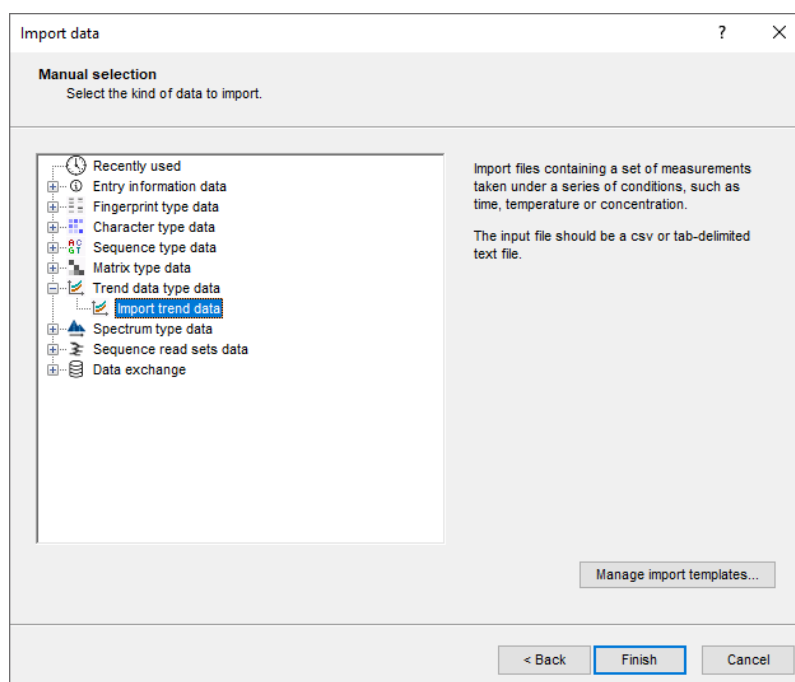 Import data
?
Manual selection
Select the kind of data to import.
Recently used
Entry information data
Fingerprint type data
Character type data
Sequence type data
Matrix type data
Trend data type data
Import trend data
Spectrum type data
Sequence read sets data
Data exchange
Import files containing a set of measurements
taken under a series of conditions, such as
time, temperature or concentration.
The input file should be a csv or tab-delimited
text file.
Manage import templates...
< Back
Finish
Cancel